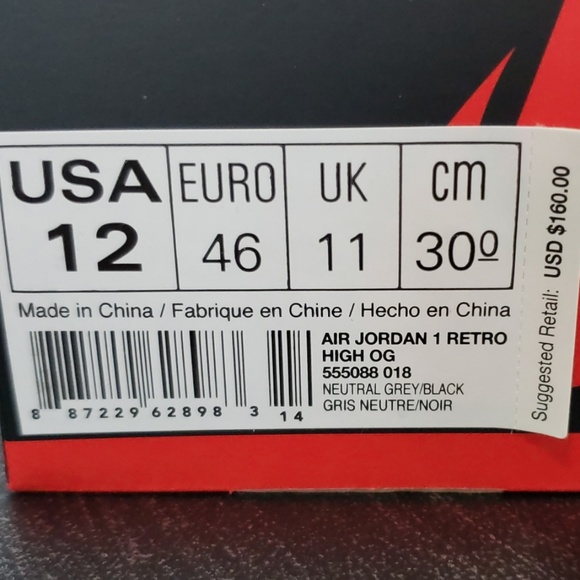 USA EURO UK cm
12 46 11 30º
Made in China / Fabrique en Chine / Hecho en China
AIR JORDAN 1 RETRO
HIGH OG
555088 018
NEUTRAL GREY/BLACK
GRIS NEUTRE/NOIR
8 87229 62898 3 14
Suggested Retail: USD $160.00